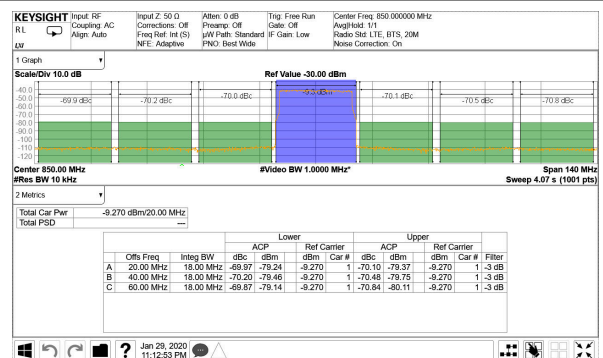 KEYSIGHT Input: RF Input Z: 50 Ω Atten: 0 dB Trig: Free Run Center Freq: 850.000000 MHz
RL Coupling: AC Corrections: Off Preamp: Off Gate: Off Avg|Hold: 1/1
Align: Auto Freq Ref: Int (S) µW Path: Standard IF Gain: Low Radio Std: LTE, BTS, 20M
LXI NFE: Adaptive PNO: Best Wide Noise Correction: On
1 Graph
Scale/Div 10.0 dB Ref Value -30.00 dBm
-40.0
-50.0
-60.0
-70.0
-80.0
-90.0
-100
-110
-120
-69.9 dBc -70.2 dBc -70.0 dBc -9.3 dBm -70.1 dBc -70.5 dBc -70.8 dBc
Center 850.00 MHz #Video BW 1.0000 MHz* Span 140 MHz
#Res BW 10 kHz Sweep 4.07 s (1001 pts)
2 Metrics
Total Car Pwr -9.270 dBm/20.00 MHz
Total PSD ---
Lower Upper
ACP Ref Carrier ACP Ref Carrier
Offs Freq Integ BW dBc dBm dBm Car # dBc dBm dBm Car # Filter
A 20.00 MHz 18.00 MHz -69.97 -79.24 -9.270 1 -70.10 -79.37 -9.270 1 -3 dB
B 40.00 MHz 18.00 MHz -70.20 -79.46 -9.270 1 -70.48 -79.75 -9.270 1 -3 dB
C 60.00 MHz 18.00 MHz -69.87 -79.14 -9.270 1 -70.84 -80.11 -9.270 1 -3 dB
? Jan 29, 2020
11:12:53 PM